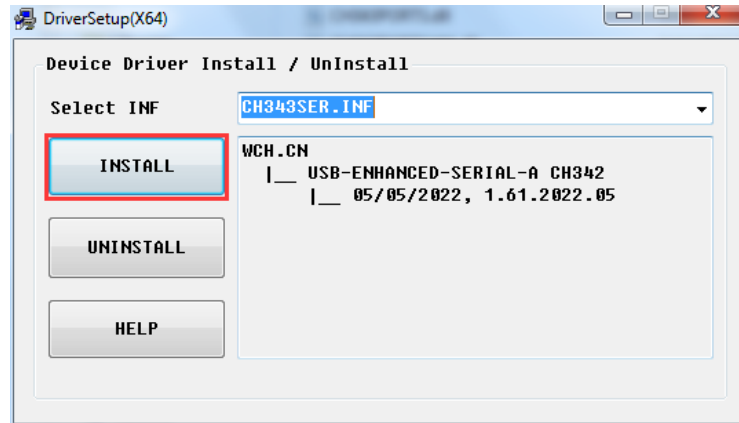 DriverSetup(X64)
Device Driver Install / UnInstall
Select INF
CH343SER.INF
INSTALL
WCH.CN
|__ USB-ENHANCED-SERIAL-A CH342
|__ 05/05/2022, 1.61.2022.05
UNINSTALL
HELP